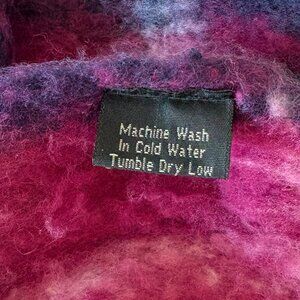 Machine Wash
In Cold Water
Tumble Dry Low